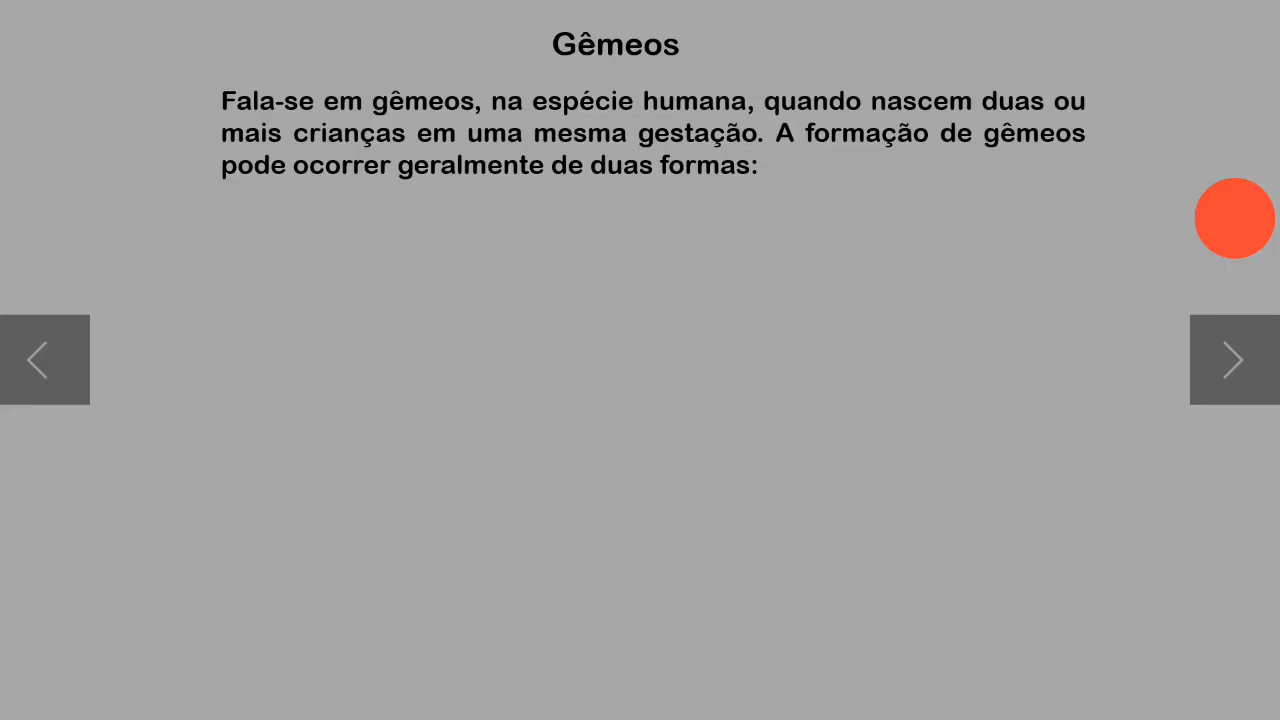 Gêmeos
Fala-se em gêmeos, na espécie humana, quando nascem duas ou
mais crianças em uma mesma gestação. A formação de gêmeos
pode ocorrer geralmente de duas formas: